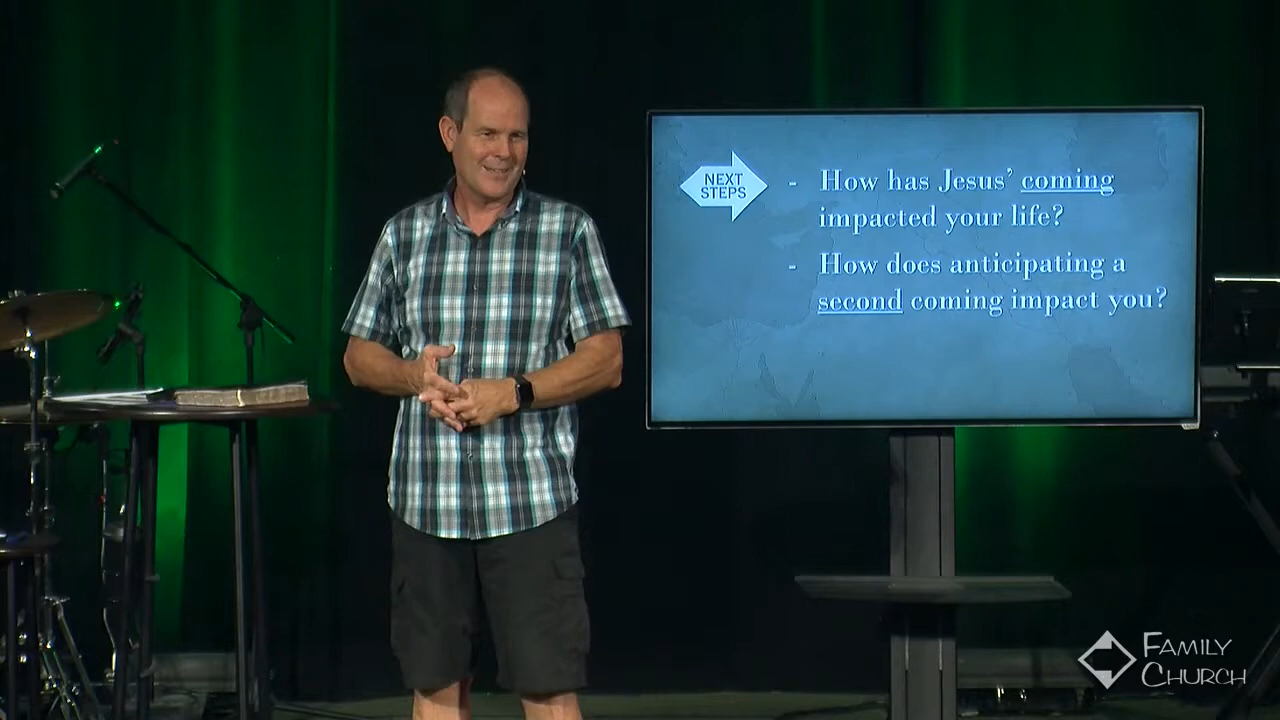 NEXT
STEPS
- How has Jesus’ coming
impacted your life?
- How does anticipating a
second coming impact you?
FAMILY
CHURCH